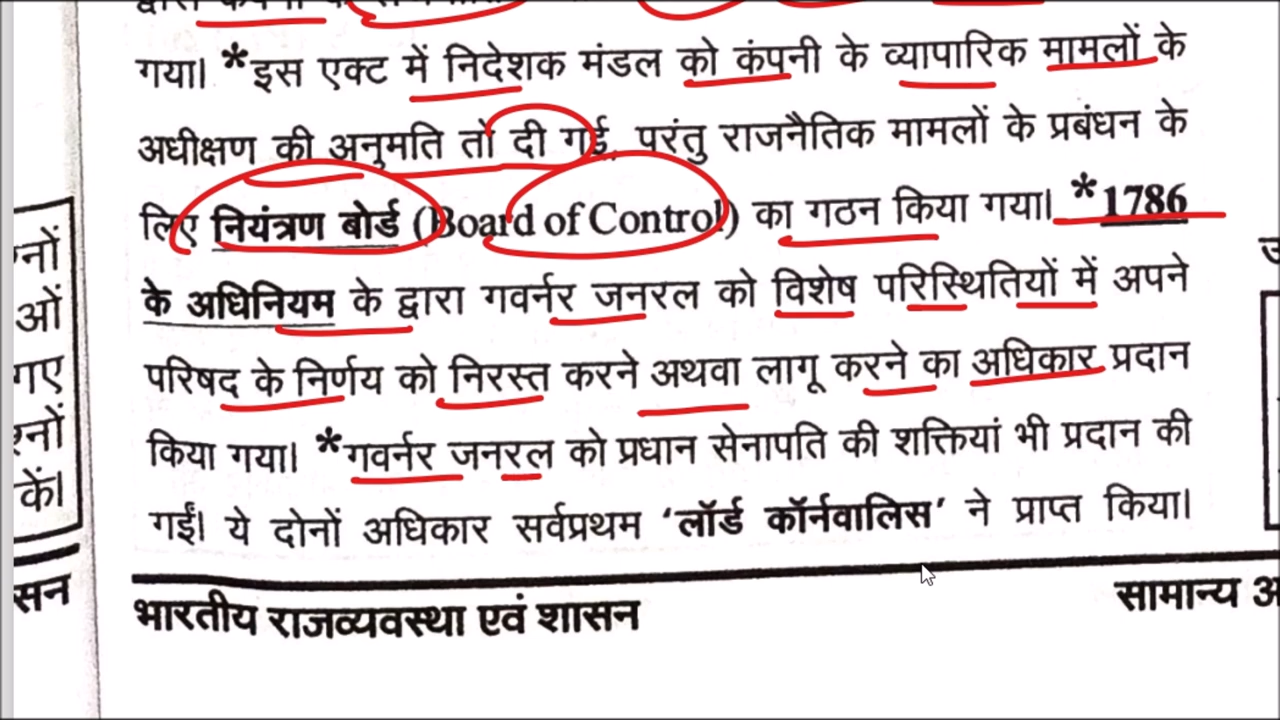 गया। *इस एक्ट में निदेशक मंडल को कंपनी के व्यापारिक मामलों के
अधीक्षण की अनुमति तो दी गई, परंतु राजनैतिक मामलों के प्रबंधन के
लिए नियंत्रण बोर्ड (Board of Control) का गठन किया गया। *1786
के अधिनियम के द्वारा गवर्नर जनरल को विशेष परिस्थितियों में अपने
परिषद के निर्णय को निरस्त करने अथवा लागू करने का अधिकार प्रदान
किया गया। *गवर्नर जनरल को प्रधान सेनापति की शक्तियां भी प्रदान की
गईं। ये दोनों अधिकार सर्वप्रथम ‘लॉर्ड कॉर्नवालिस’ ने प्राप्त किया।
भारतीय राजव्यवस्था एवं शासन
सामान्य